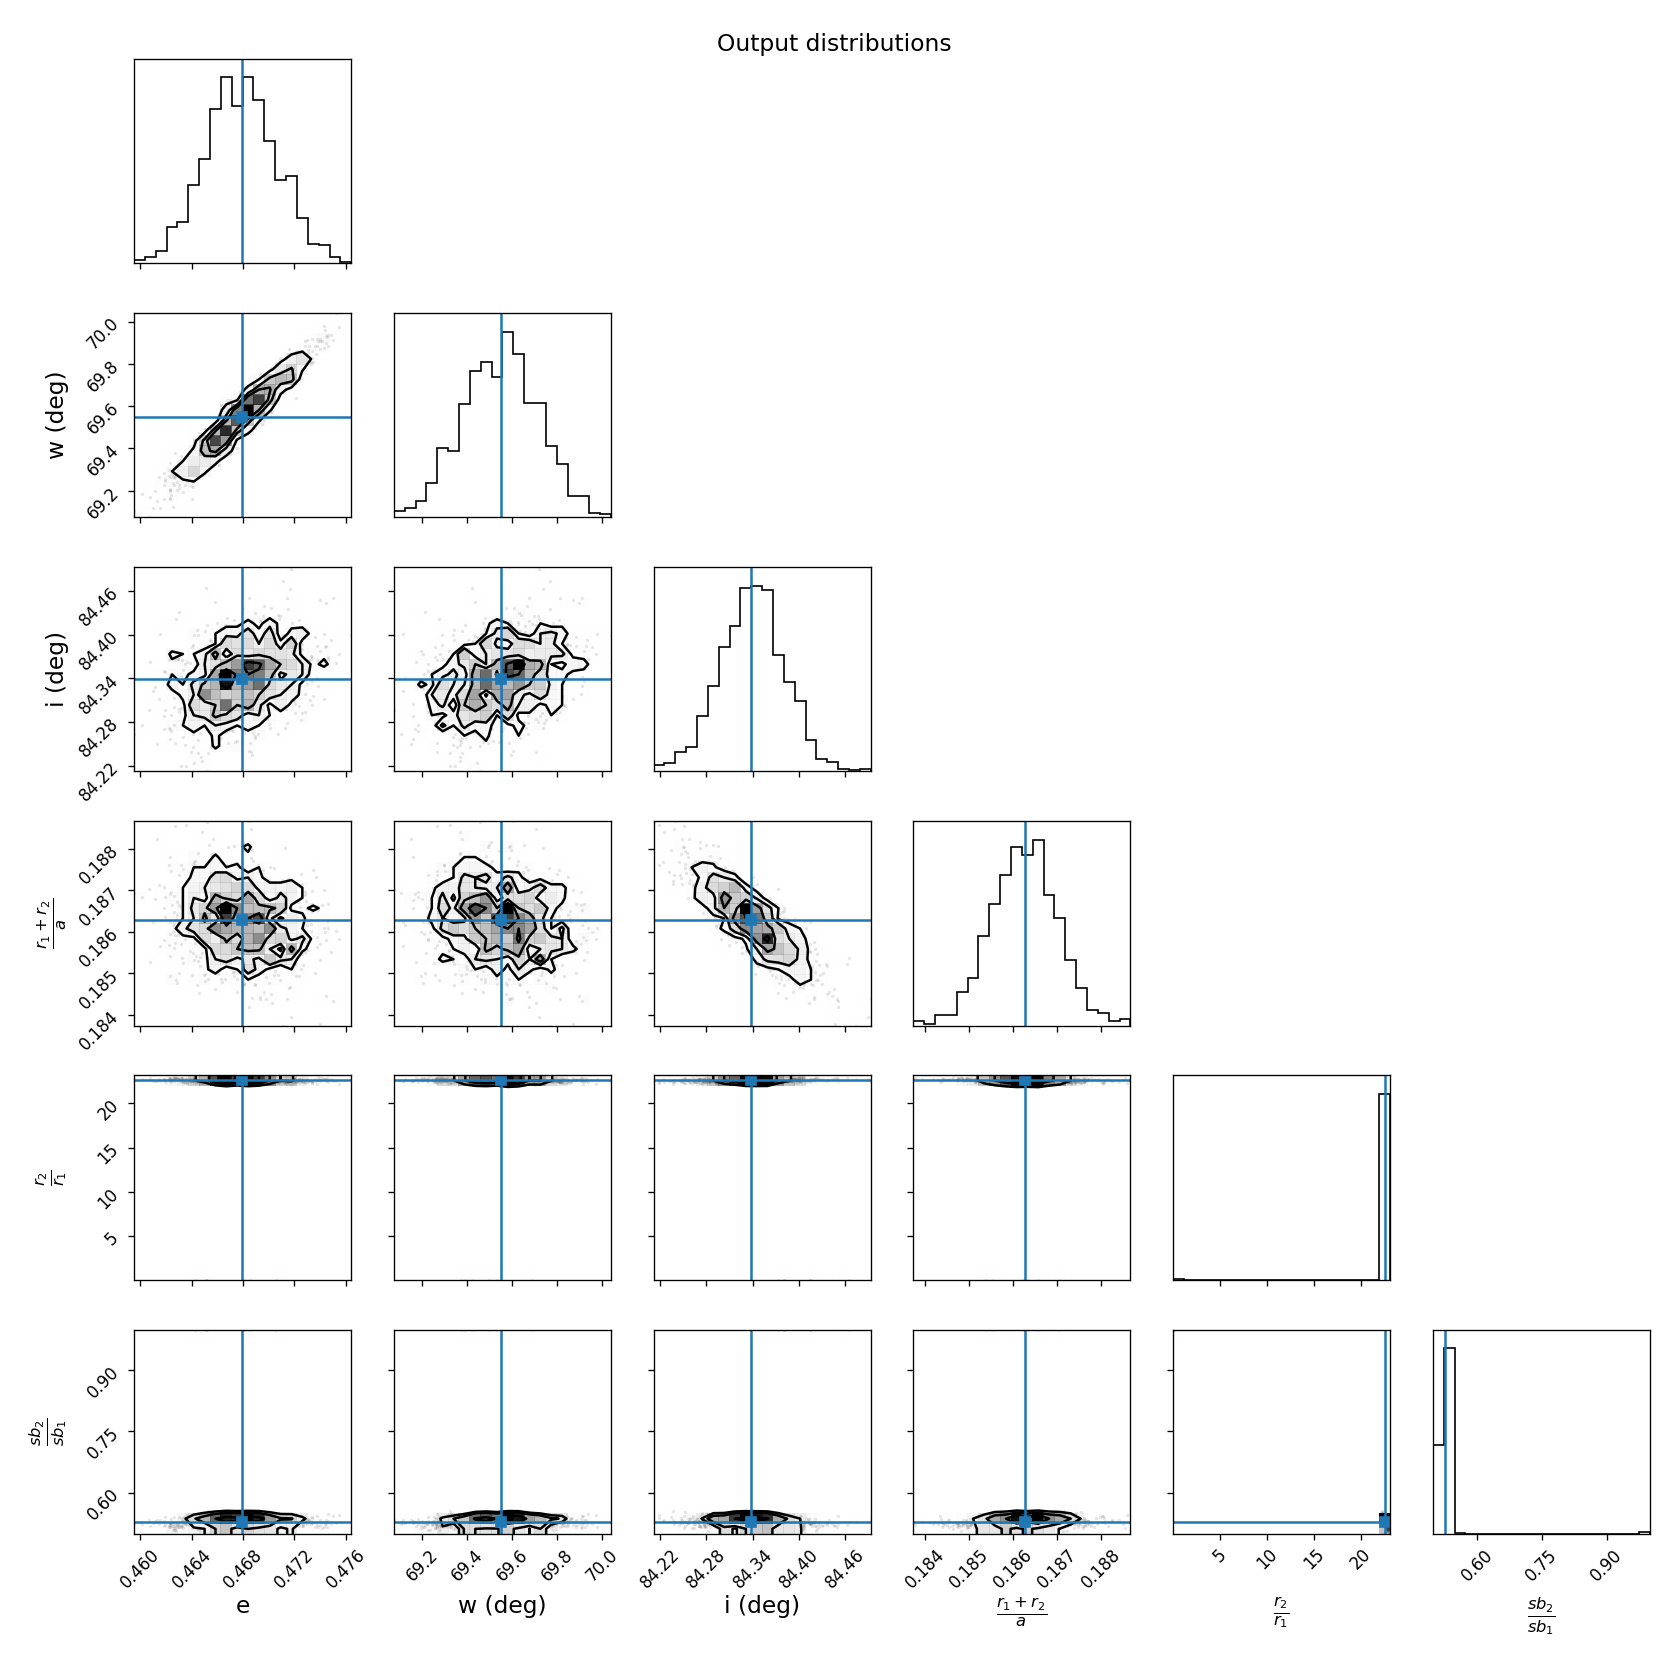 Output distributions
w (deg)
70.0
69.8
69.6
69.4
69.2
i (deg)
84.46
84.40
84.34
84.28
84.22
r₁ + r₂ / a
0.188
0.187
0.186
0.185
0.184
r₂ / r₁
20
15
10
5
sb₂ / sb₁
0.90
0.75
0.60
0.460 0.464 0.468 0.472 0.476 69.2 69.4 69.6 69.8 70.0 84.22 84.28 84.34 84.40 84.46 0.184 0.185 0.186 0.187 0.188 5 10 15 20 0.60 0.75 0.90
e w (deg) i (deg) r₁ + r₂ / a r₂ / r₁ sb₂ / sb₁